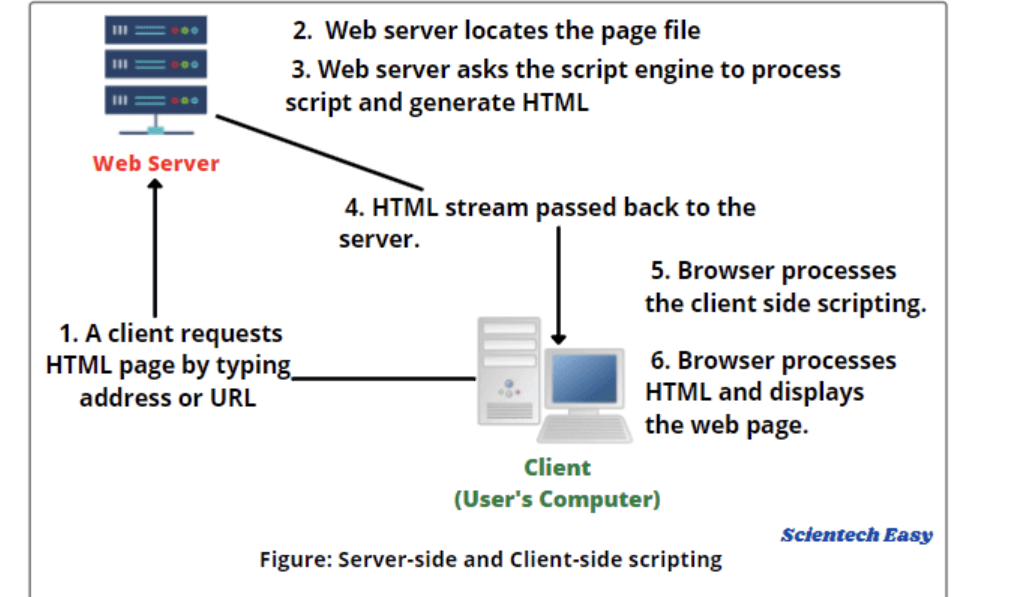 2. Web server locates the page file
3. Web server asks the script engine to process
script and generate HTML
Web Server
4. HTML stream passed back to the
server.
5. Browser processes
the client side scripting.
1. A client requests
HTML page by typing
address or URL
6. Browser processes
HTML and displays
the web page.
Client
(User's Computer)
Scientech Easy
Figure: Server-side and Client-side scripting